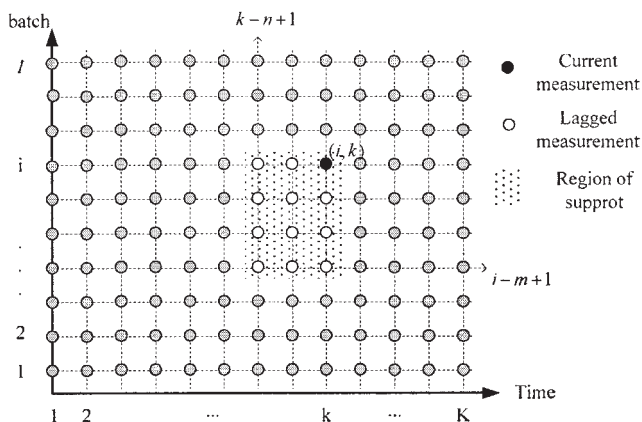 batch
k – n + 1
I
Current
measurement
Lagged
measurement
i
(i, k)
Region of
supprot
i – m + 1
.
.
.
2
1
Time
1 2 ... k ... K